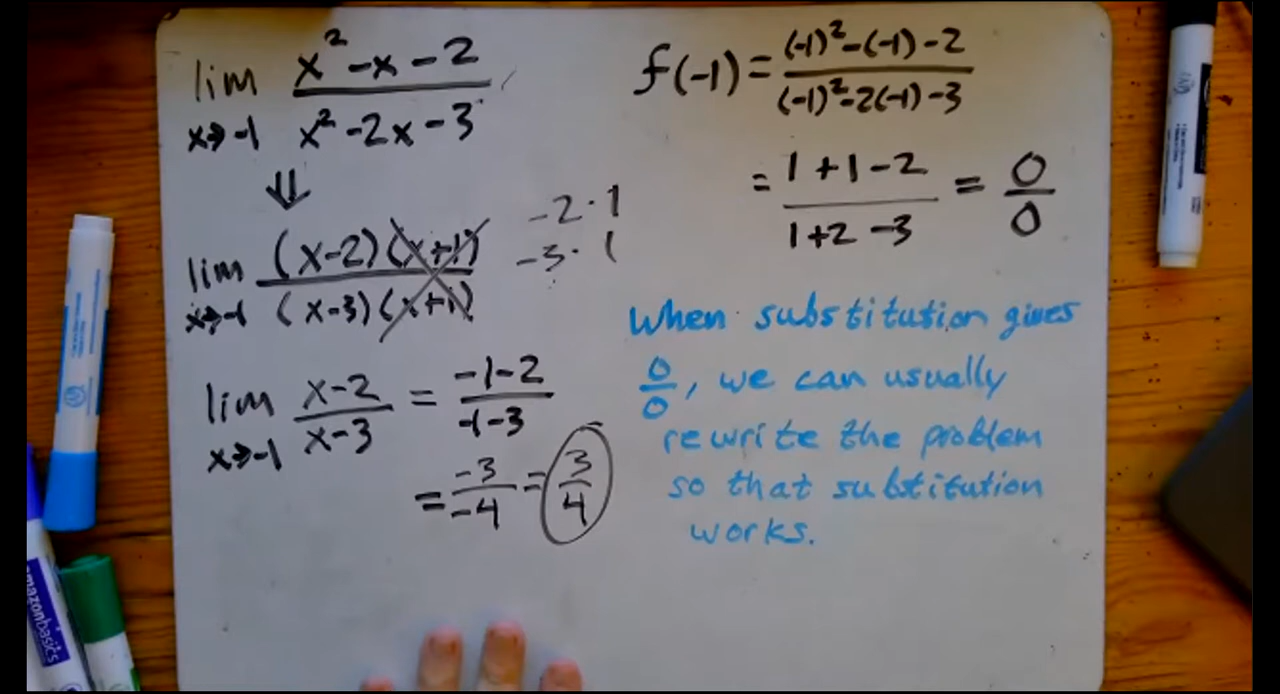 lim x→-1 (x² - x - 2)/(x² - 2x - 3)
⇓
lim x→-1 ((x-2)(x+1))/((x-3)(x+1))
-2 · 1
-3 · 1
lim x→-1 (x-2)/(x-3) = (-1-2)/(-1-3)
= -3/-4 = 3/4
f(-1) = ((-1)²-(-1)-2)/((-1)²-2(-1)-3)
= (1+1-2)/(1+2-3) = 0/0
When substitution gives
0/0, we can usually
rewrite the problem
so that substitution
works.
amazonbasics